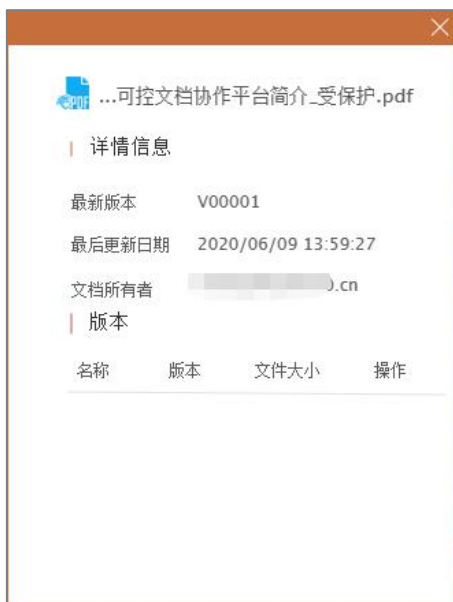 ...可控文档协作平台简介_受保护.pdf
详情信息
最新版本 V00001
最后更新日期 2020/06/09 13:59:27
文档所有者 .cn
版本
名称 版本 文件大小 操作